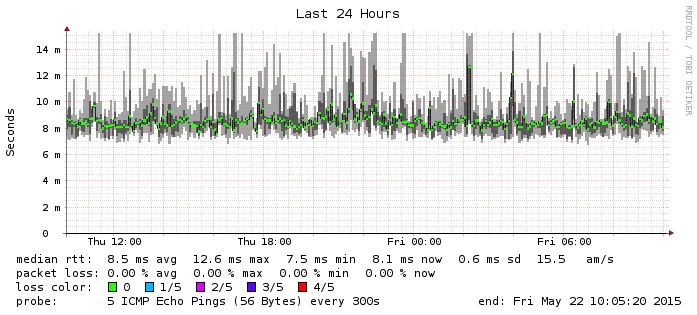 Last 24 Hours
RRDTOOL / TOBI OETIKER
Seconds
14 m
12 m
10 m
8 m
6 m
4 m
2 m
0
Thu 12:00 Thu 18:00 Fri 00:00 Fri 06:00
median rtt: 8.5 ms avg 12.6 ms max 7.5 ms min 8.1 ms now 0.6 ms sd 15.5 am/s
packet loss: 0.00 % avg 0.00 % max 0.00 % min 0.00 % now
loss color: 0 1/5 2/5 3/5 4/5
probe: 5 ICMP Echo Pings (56 Bytes) every 300s end: Fri May 22 10:05:20 2015